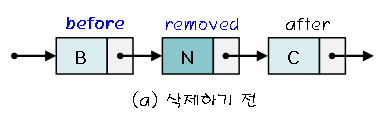 before removed after
B N C
(a) 삭제하기 전